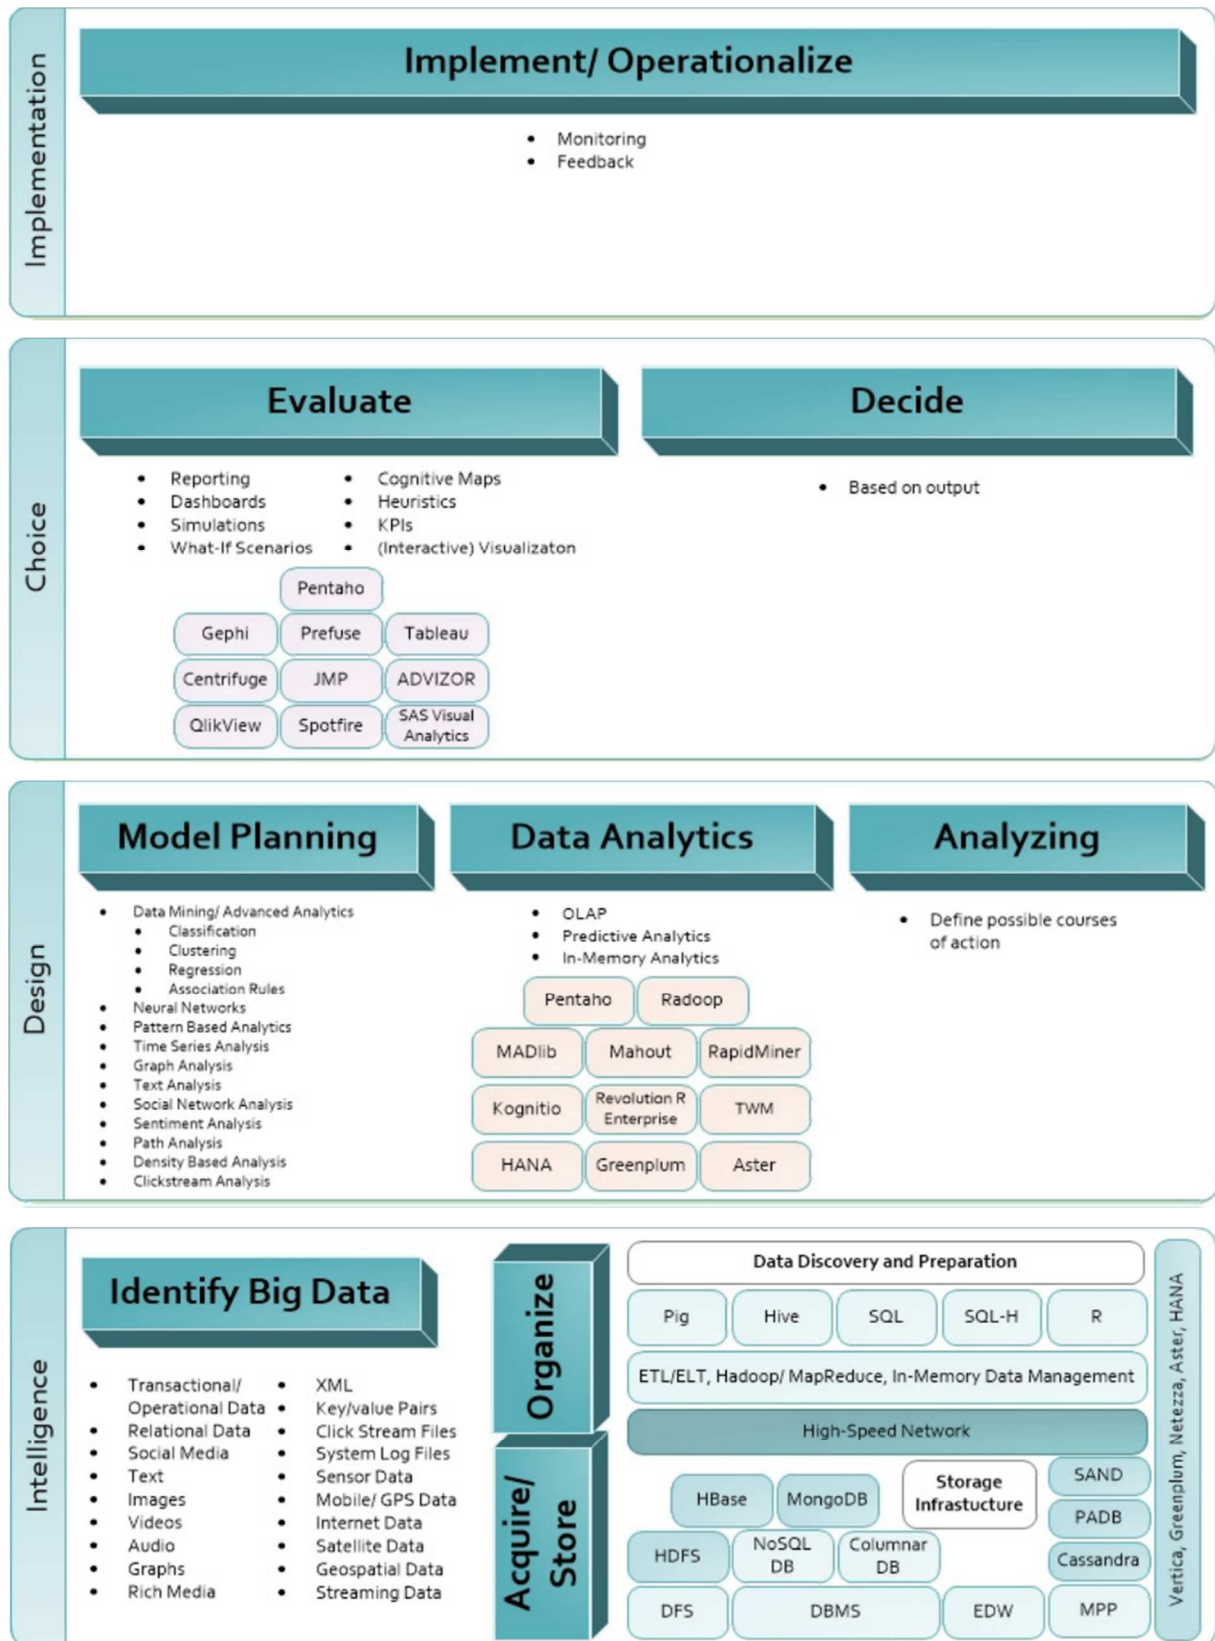 Implementation
Implement/ Operationalize
• Monitoring
• Feedback
Choice
Evaluate
• Reporting
• Dashboards
• Simulations
• What-If Scenarios
• Cognitive Maps
• Heuristics
• KPIs
• (Interactive) Visualizaton
Pentaho
Gephi
Prefuse
Tableau
Centrifuge
JMP
ADVIZOR
QlikView
Spotfire
SAS Visual
Analytics
Decide
• Based on output
Design
Model Planning
• Data Mining/ Advanced Analytics
• Classification
• Clustering
• Regression
• Association Rules
• Neural Networks
• Pattern Based Analytics
• Time Series Analysis
• Graph Analysis
• Text Analysis
• Social Network Analysis
• Sentiment Analysis
• Path Analysis
• Density Based Analysis
• Clickstream Analysis
Data Analytics
• OLAP
• Predictive Analytics
• In-Memory Analytics
Pentaho
Radoop
MADlib
Mahout
RapidMiner
Kognitio
Revolution R
Enterprise
TWM
HANA
Greenplum
Aster
Analyzing
• Define possible courses
of action
Intelligence
Identify Big Data
• Transactional/
Operational Data
• Relational Data
• Social Media
• Text
• Images
• Videos
• Audio
• Graphs
• Rich Media
• XML
• Key/value Pairs
• Click Stream Files
• System Log Files
• Sensor Data
• Mobile/ GPS Data
• Internet Data
• Satellite Data
• Geospatial Data
• Streaming Data
Organize
Acquire/
Store
Data Discovery and Preparation
Pig
Hive
SQL
SQL-H
R
ETL/ELT, Hadoop/ MapReduce, In-Memory Data Management
High-Speed Network
HBase
MongoDB
Storage
Infrastucture
SAND
PADB
HDFS
NoSQL
DB
Columnar
DB
Cassandra
DFS
DBMS
EDW
MPP
Vertica, Greenplum, Netezza, Aster, HANA